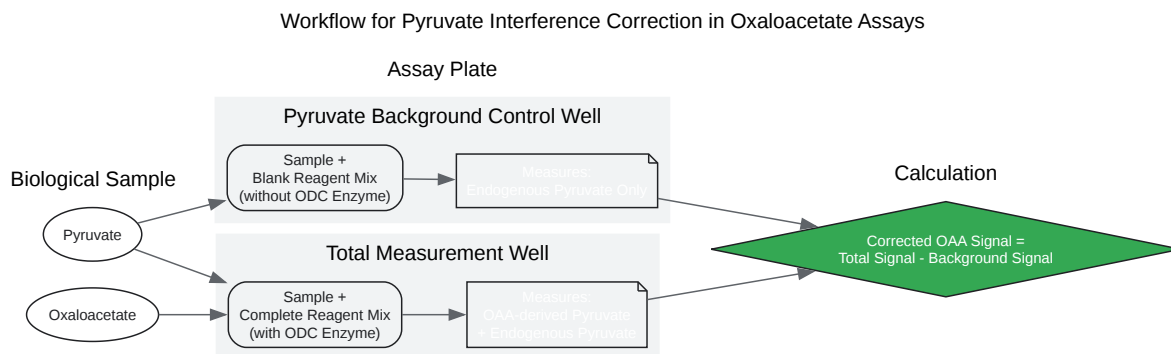 Workflow for Pyruvate Interference Correction in Oxaloacetate Assays
Assay Plate
Pyruvate Background Control Well
Sample +
Blank Reagent Mix
(without ODC Enzyme)
Measures:
Endogenous Pyruvate Only
Biological Sample
Pyruvate
Oxaloacetate
Total Measurement Well
Sample +
Complete Reagent Mix
(with ODC Enzyme)
Measures:
OAA-derived Pyruvate
+ Endogenous Pyruvate
Calculation
Corrected OAA Signal =
Total Signal - Background Signal